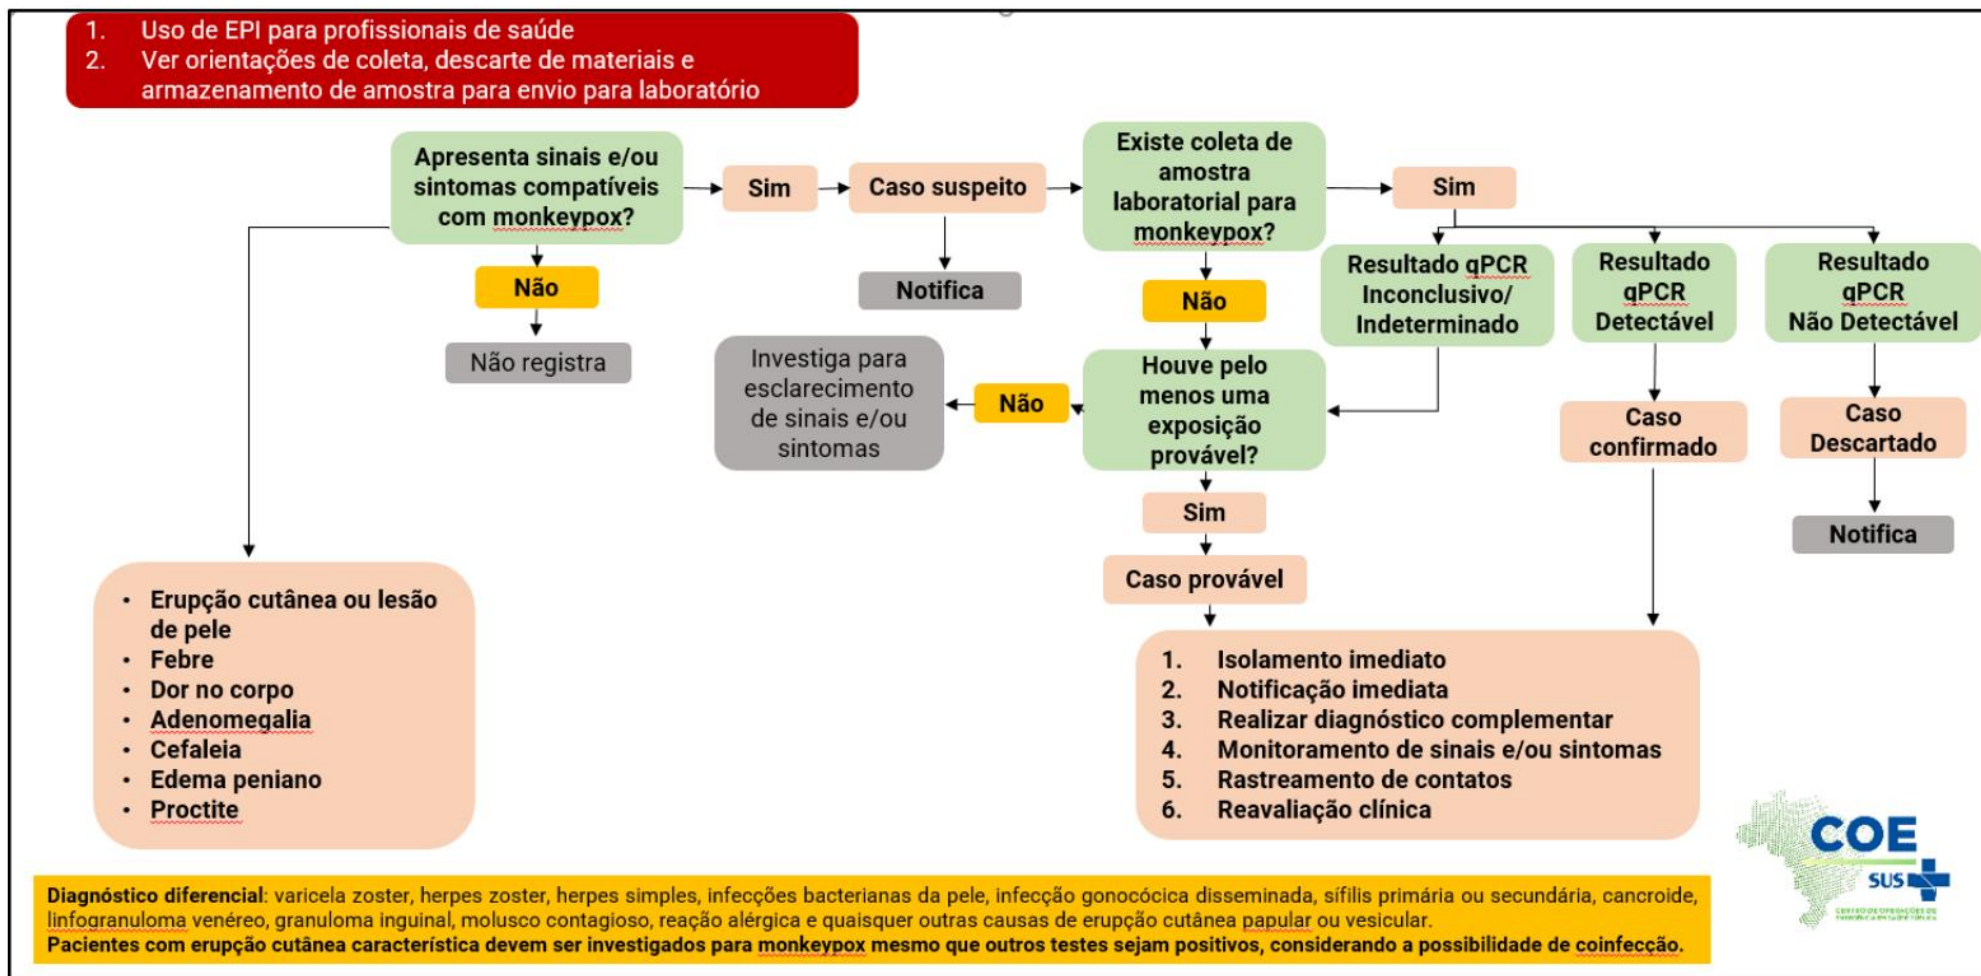 1. Uso de EPI para profissionais de saúde
2. Ver orientações de coleta, descarte de materiais e
armazenamento de amostra para envio para laboratório
Apresenta sinais e/ou
sintomas compatíveis
com monkeypox?
Sim
Caso suspeito
Existe coleta de
amostra
laboratorial para
monkeypox?
Sim
Não
Notifica
Não
Resultado qPCR
Inconclusivo/
Indeterminado
Resultado
qPCR
Detectável
Resultado
qPCR
Não Detectável
Não registra
Investiga para
esclarecimento
de sinais e/ou
sintomas
Não
Houve pelo
menos uma
exposição
provável?
Caso
confirmado
Caso
Descartado
Sim
Notifica
Caso provável
• Erupção cutânea ou lesão
de pele
• Febre
• Dor no corpo
• Adenomegalia
• Cefaleia
• Edema peniano
• Proctite
1. Isolamento imediato
2. Notificação imediata
3. Realizar diagnóstico complementar
4. Monitoramento de sinais e/ou sintomas
5. Rastreamento de contatos
6. Reavaliação clínica
COE
SUS
Diagnóstico diferencial: varicela zoster, herpes zoster, herpes simples, infecções bacterianas da pele, infecção gonocócica disseminada, sífilis primária ou secundária, cancroide,
linfogranuloma venéreo, granuloma inguinal, molusco contagioso, reação alérgica e quaisquer outras causas de erupção cutânea papular ou vesicular.
Pacientes com erupção cutânea característica devem ser investigados para monkeypox mesmo que outros testes sejam positivos, considerando a possibilidade de coinfecção.